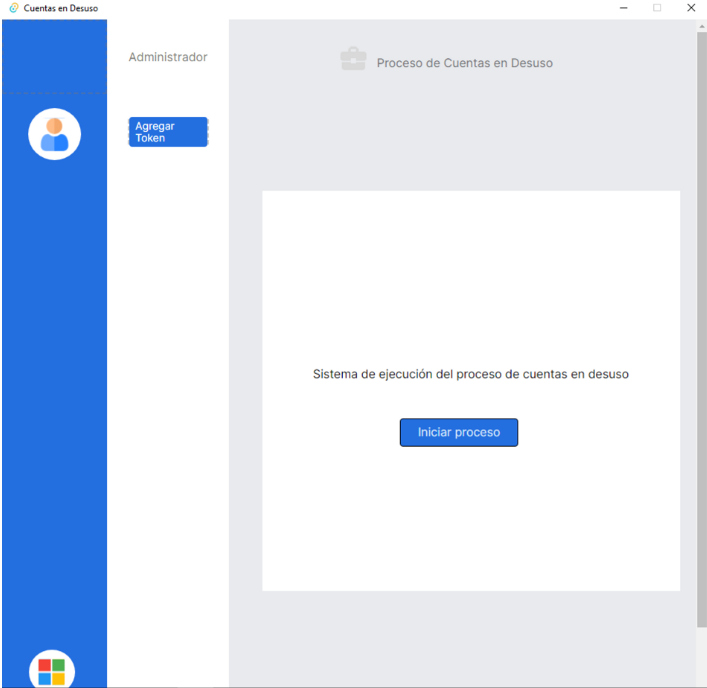 Cuentas en Desuso
Administrador
Agregar
Token
Proceso de Cuentas en Desuso
Sistema de ejecución del proceso de cuentas en desuso
Iniciar proceso